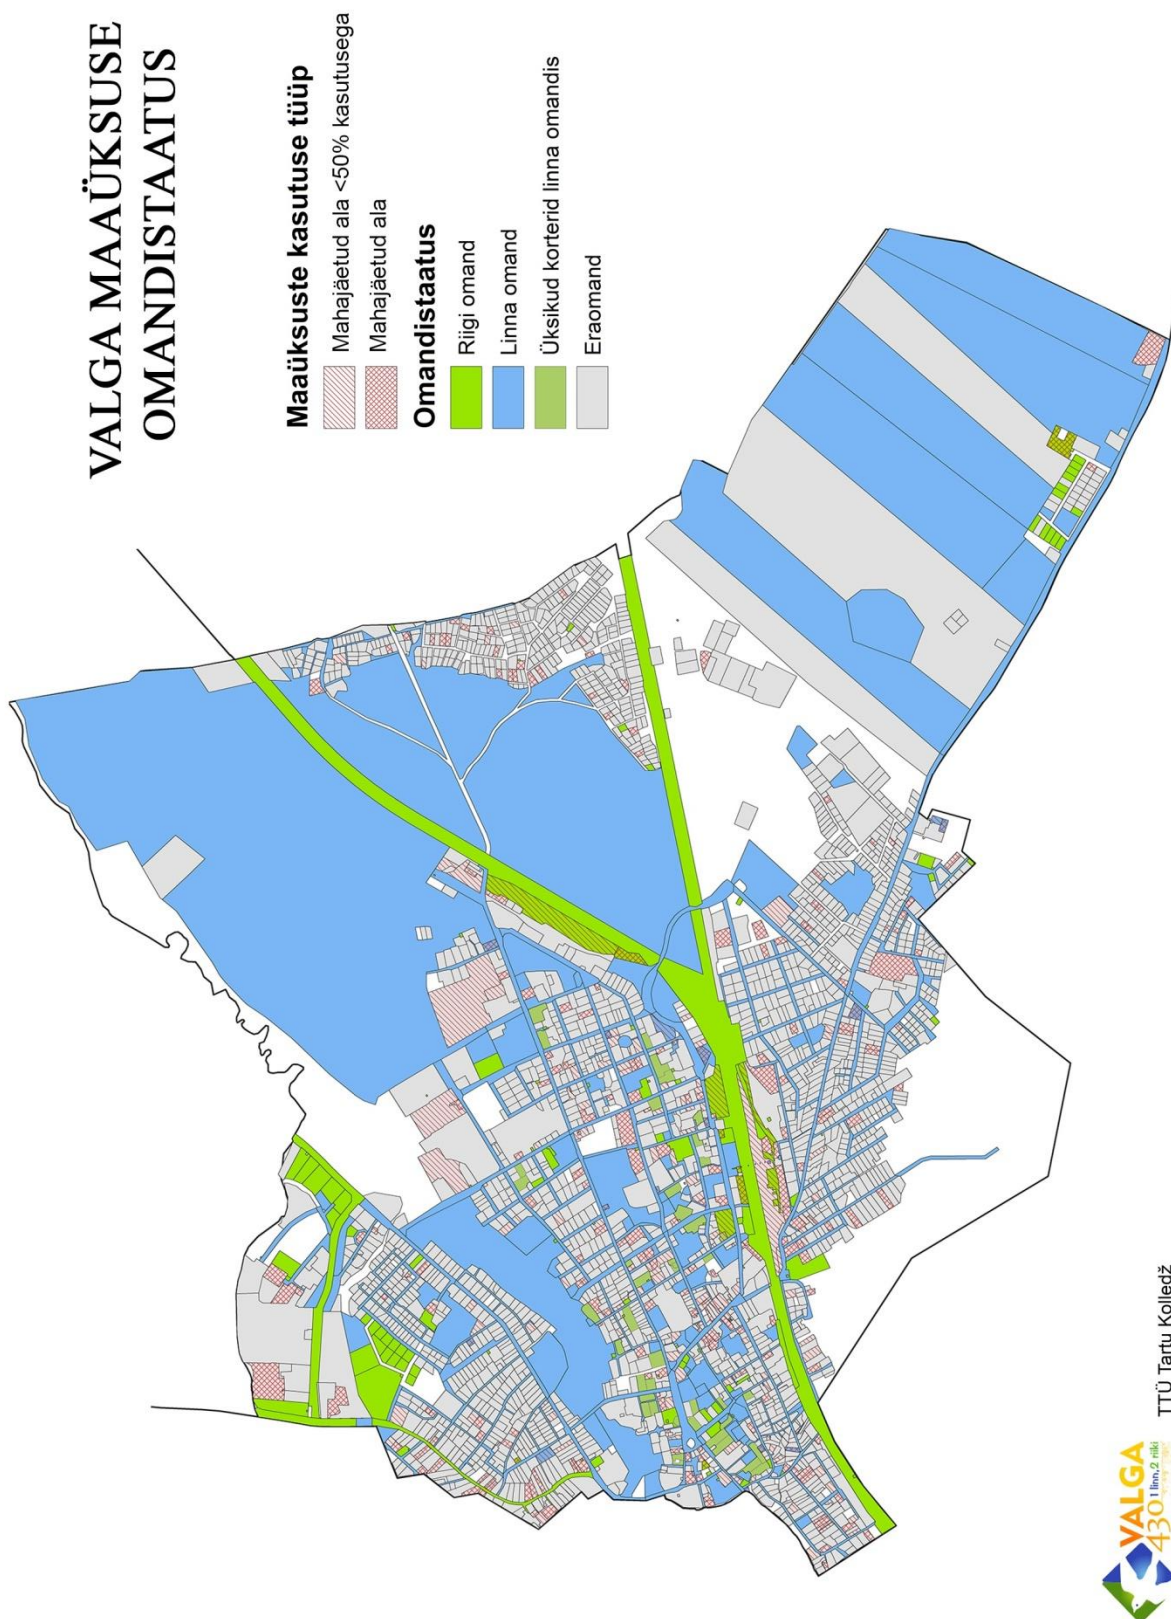 VALGA MAAÜKSUSE
OMANDISTAATUS
Maaüksuste kasutuse tüüp
Mahajäetud ala <50% kasutusega
Mahajäetud ala
Omandistaatus
Riigi omand
Linna omand
Üksikud korterid linna omandis
Eraomand
VALGA
430 1 linn, 2 riiki
TTÜ Tartu Kolledž